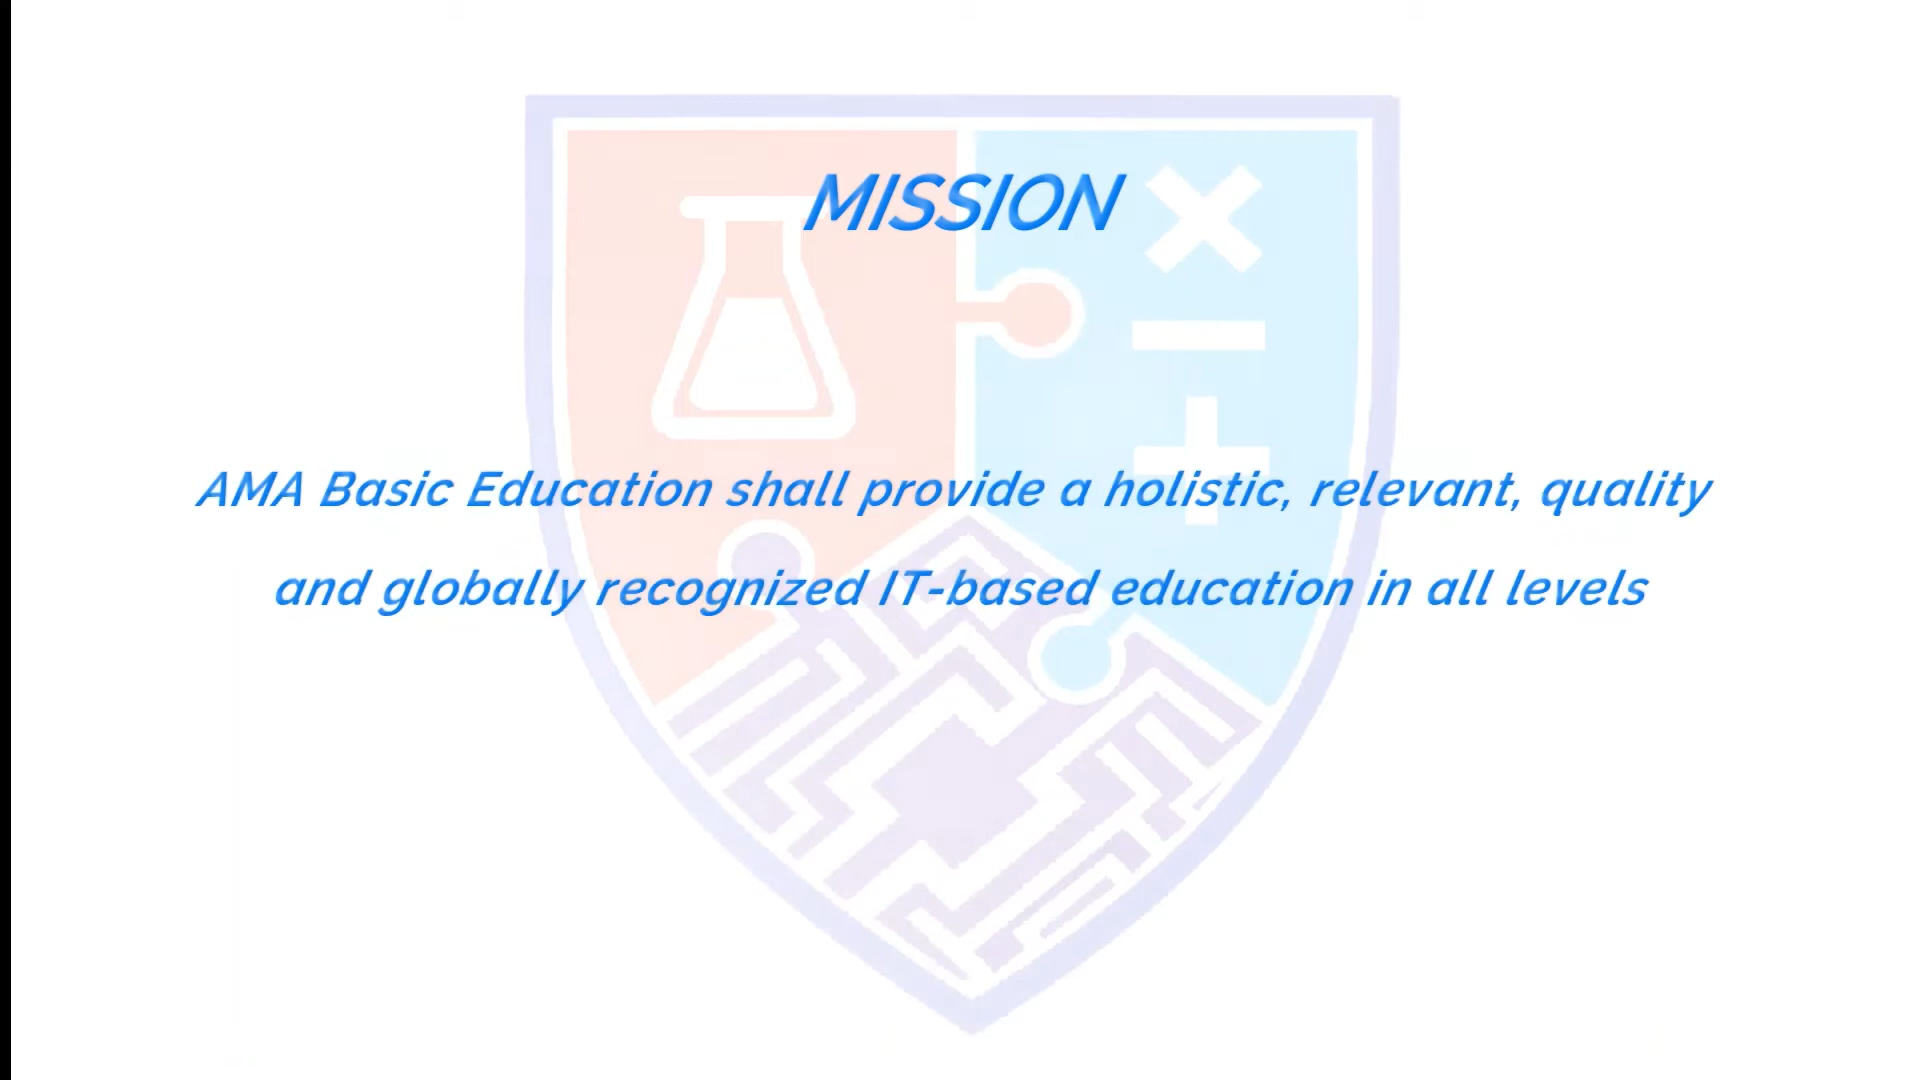 MISSION
AMA Basic Education shall provide a holistic, relevant, quality
and globally recognized IT-based education in all levels